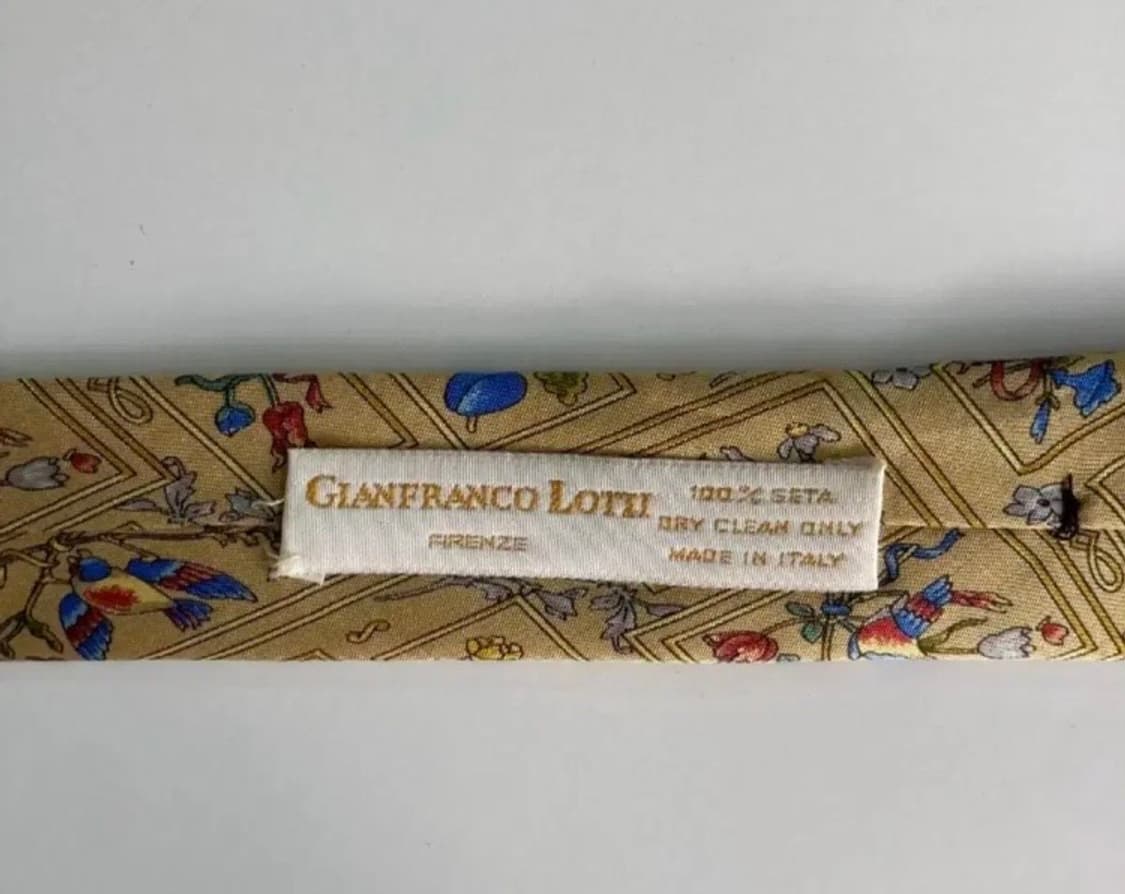 GIANFRANCO LOTTI
FIRENZE
100% SETA
DRY CLEAN ONLY
MADE IN ITALY